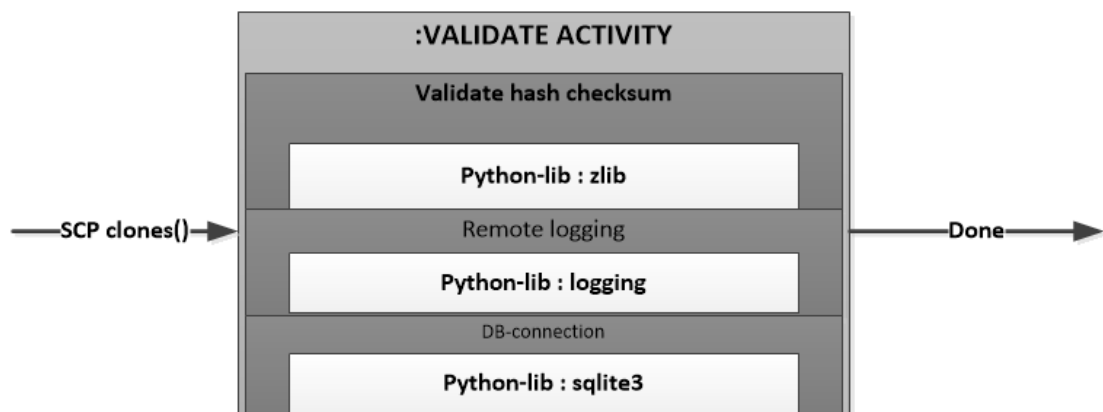 :VALIDATE ACTIVITY
Validate hash checksum
Python-lib : zlib
SCP clones()
Remote logging
Done
Python-lib : logging
DB-connection
Python-lib : sqlite3